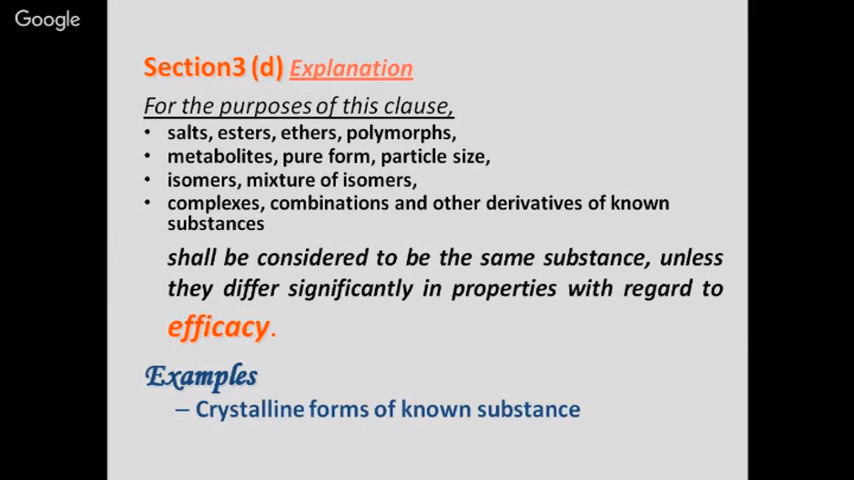 Google
Section3 (d) Explanation
For the purposes of this clause,
• salts, esters, ethers, polymorphs,
• metabolites, pure form, particle size,
• isomers, mixture of isomers,
• complexes, combinations and other derivatives of known
substances
shall be considered to be the same substance, unless
they differ significantly in properties with regard to
efficacy.
Examples
– Crystalline forms of known substance